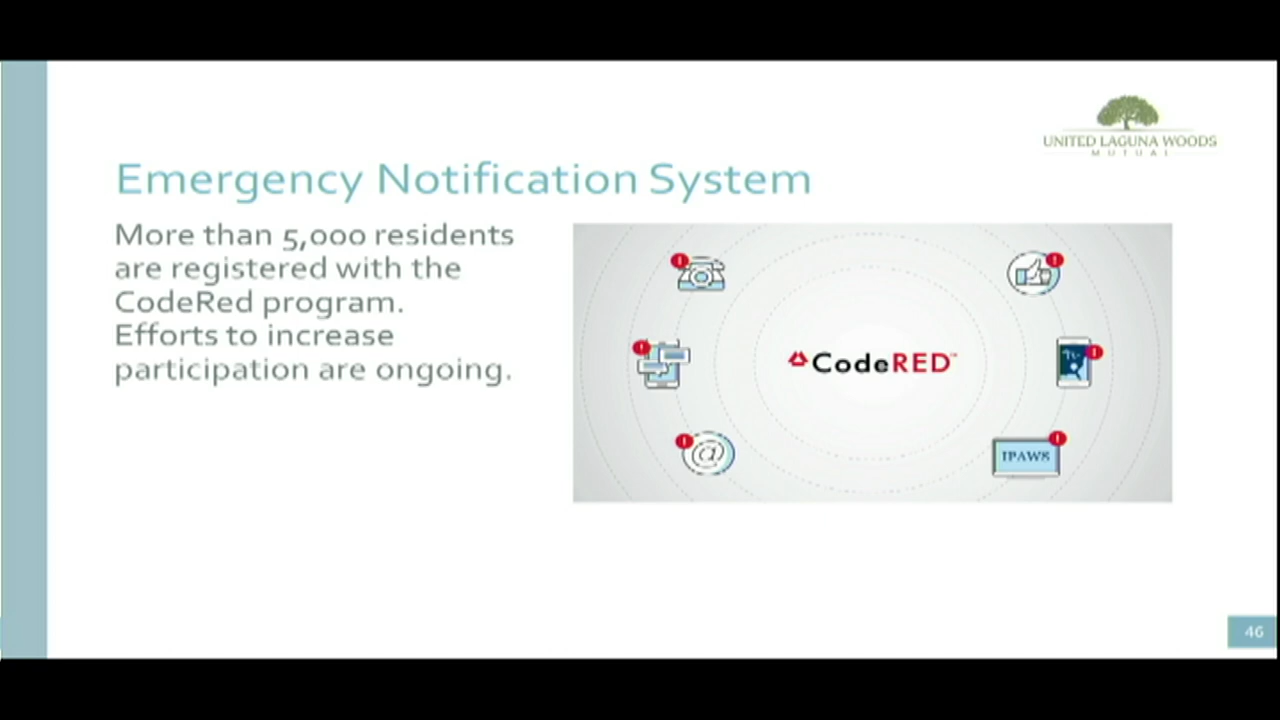 UNITED LAGUNA WOODS
MUTUAL
Emergency Notification System
More than 5,000 residents
are registered with the
CodeRed program.
Efforts to increase
participation are ongoing.
CodeRED™
@
IPAWS
46